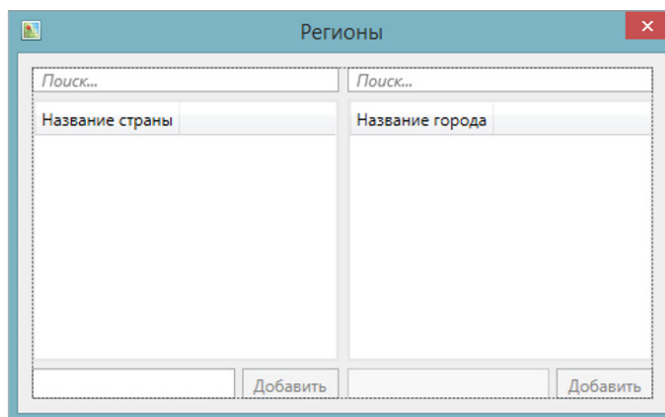 Регионы
Поиск... Поиск...
Название страны Название города
Добавить Добавить